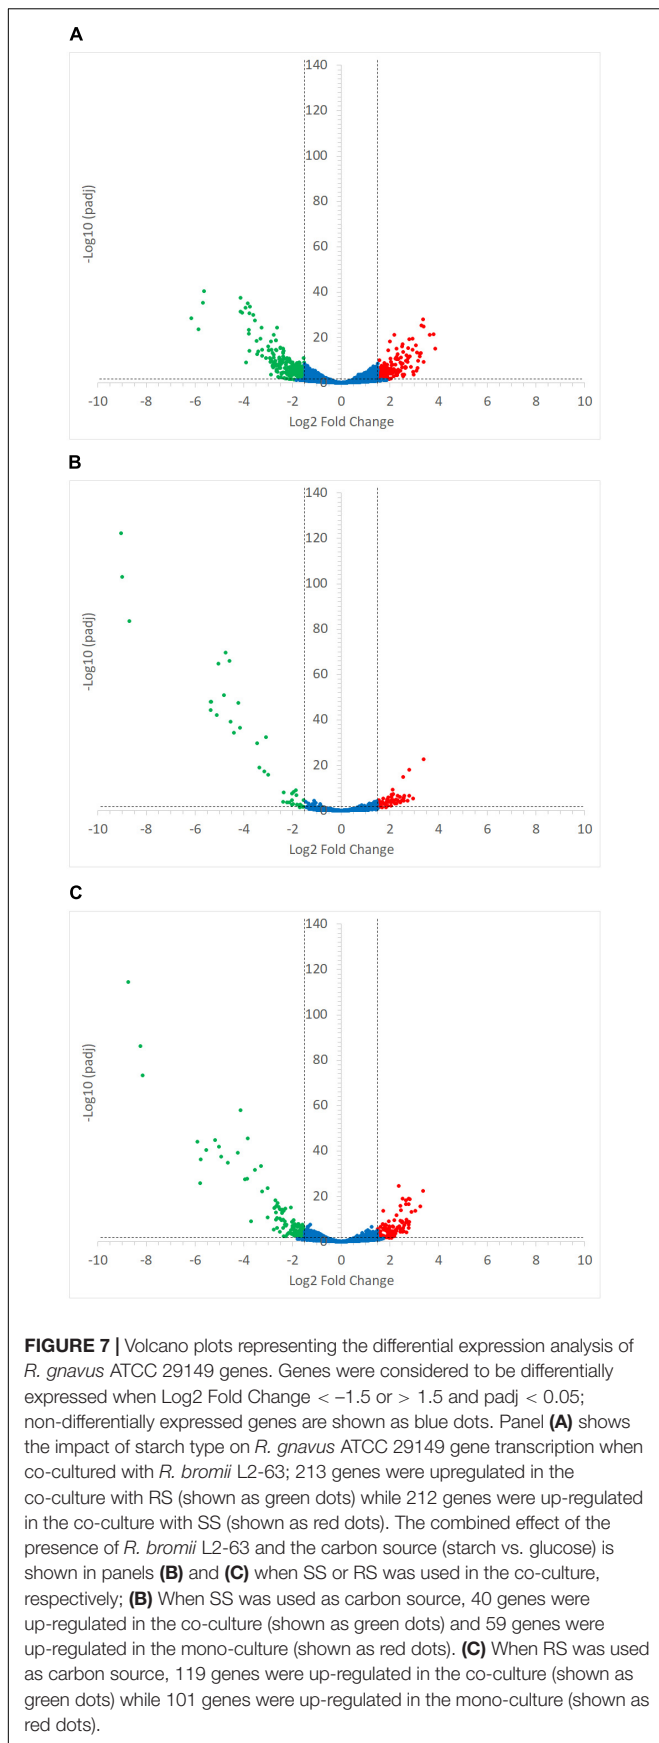 A
140
120
100
80
60
40
20
0
-Log10 (padj)
-10 -8 -6 -4 -2 0 2 4 6 8 10
Log2 Fold Change
B
140
120
100
80
60
40
20
0
-Log10 (padj)
-10 -8 -6 -4 -2 0 2 4 6 8 10
Log2 Fold Change
C
140
120
100
80
60
40
20
0
-Log10 (padj)
-10 -8 -6 -4 -2 0 2 4 6 8 10
Log2 Fold Change
FIGURE 7 | Volcano plots representing the differential expression analysis of
R. gnavus ATCC 29149 genes. Genes were considered to be differentially
expressed when Log2 Fold Change < –1.5 or > 1.5 and padj < 0.05;
non-differentially expressed genes are shown as blue dots. Panel (A) shows
the impact of starch type on R. gnavus ATCC 29149 gene transcription when
co-cultured with R. bromii L2-63; 213 genes were upregulated in the
co-culture with RS (shown as green dots) while 212 genes were up-regulated
in the co-culture with SS (shown as red dots). The combined effect of the
presence of R. bromii L2-63 and the carbon source (starch vs. glucose) is
shown in panels (B) and (C) when SS or RS was used in the co-culture,
respectively; (B) When SS was used as carbon source, 40 genes were
up-regulated in the co-culture (shown as green dots) and 59 genes were
up-regulated in the mono-culture (shown as red dots). (C) When RS was used
as carbon source, 119 genes were up-regulated in the co-culture (shown as
green dots) while 101 genes were up-regulated in the mono-culture (shown as
red dots).